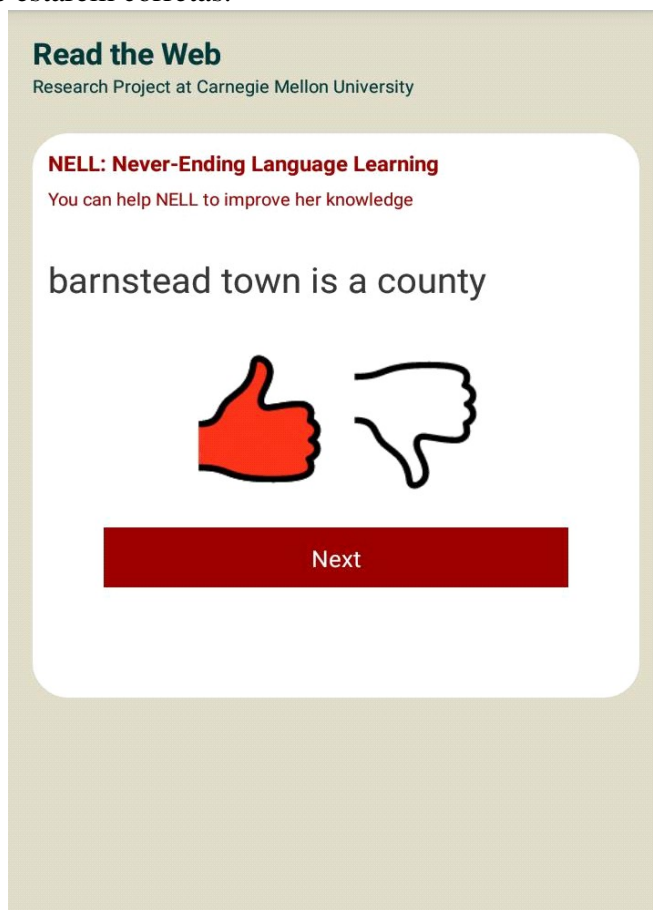 Read the Web
Research Project at Carnegie Mellon University
NELL: Never-Ending Language Learning
You can help NELL to improve her knowledge
barnstead town is a county
Next